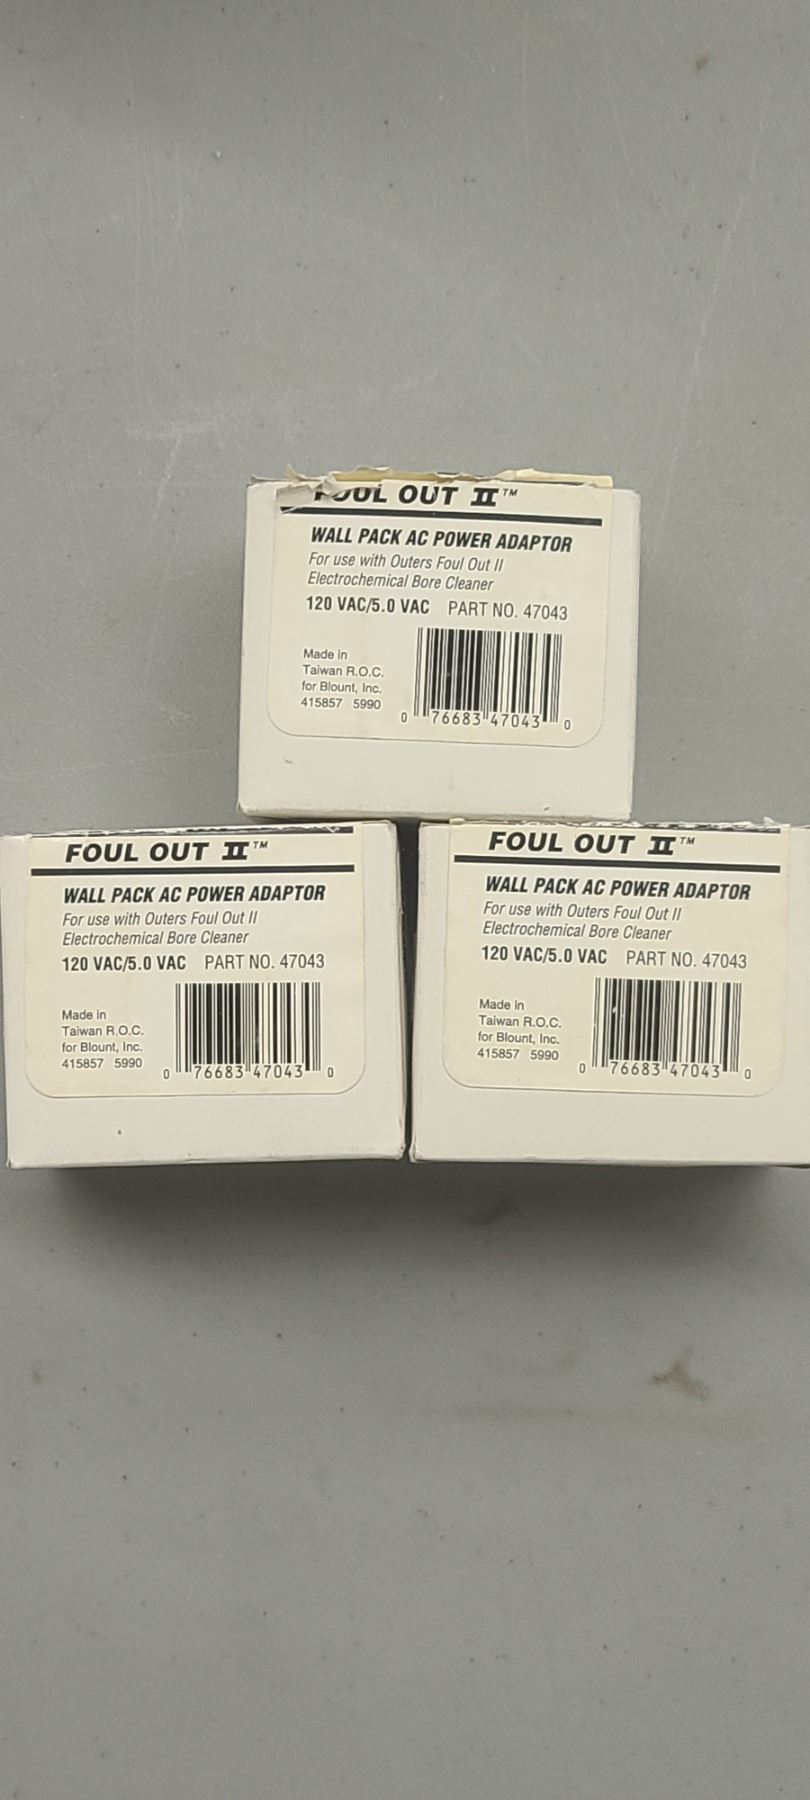 FOUL OUT II™
WALL PACK AC POWER ADAPTOR
For use with Outers Foul Out II
Electrochemical Bore Cleaner
120 VAC/5.0 VAC PART NO. 47043
Made in
Taiwan R.O.C.
for Blount, Inc.
415857 5990
0 76683 47043 0
FOUL OUT II™
WALL PACK AC POWER ADAPTOR
For use with Outers Foul Out II
Electrochemical Bore Cleaner
120 VAC/5.0 VAC PART NO. 47043
Made in
Taiwan R.O.C.
for Blount, Inc.
415857 5990
0 76683 47043 0
FOUL OUT II™
WALL PACK AC POWER ADAPTOR
For use with Outers Foul Out II
Electrochemical Bore Cleaner
120 VAC/5.0 VAC PART NO. 47043
Made in
Taiwan R.O.C.
for Blount, Inc.
415857 5990
0 76683 47043 0